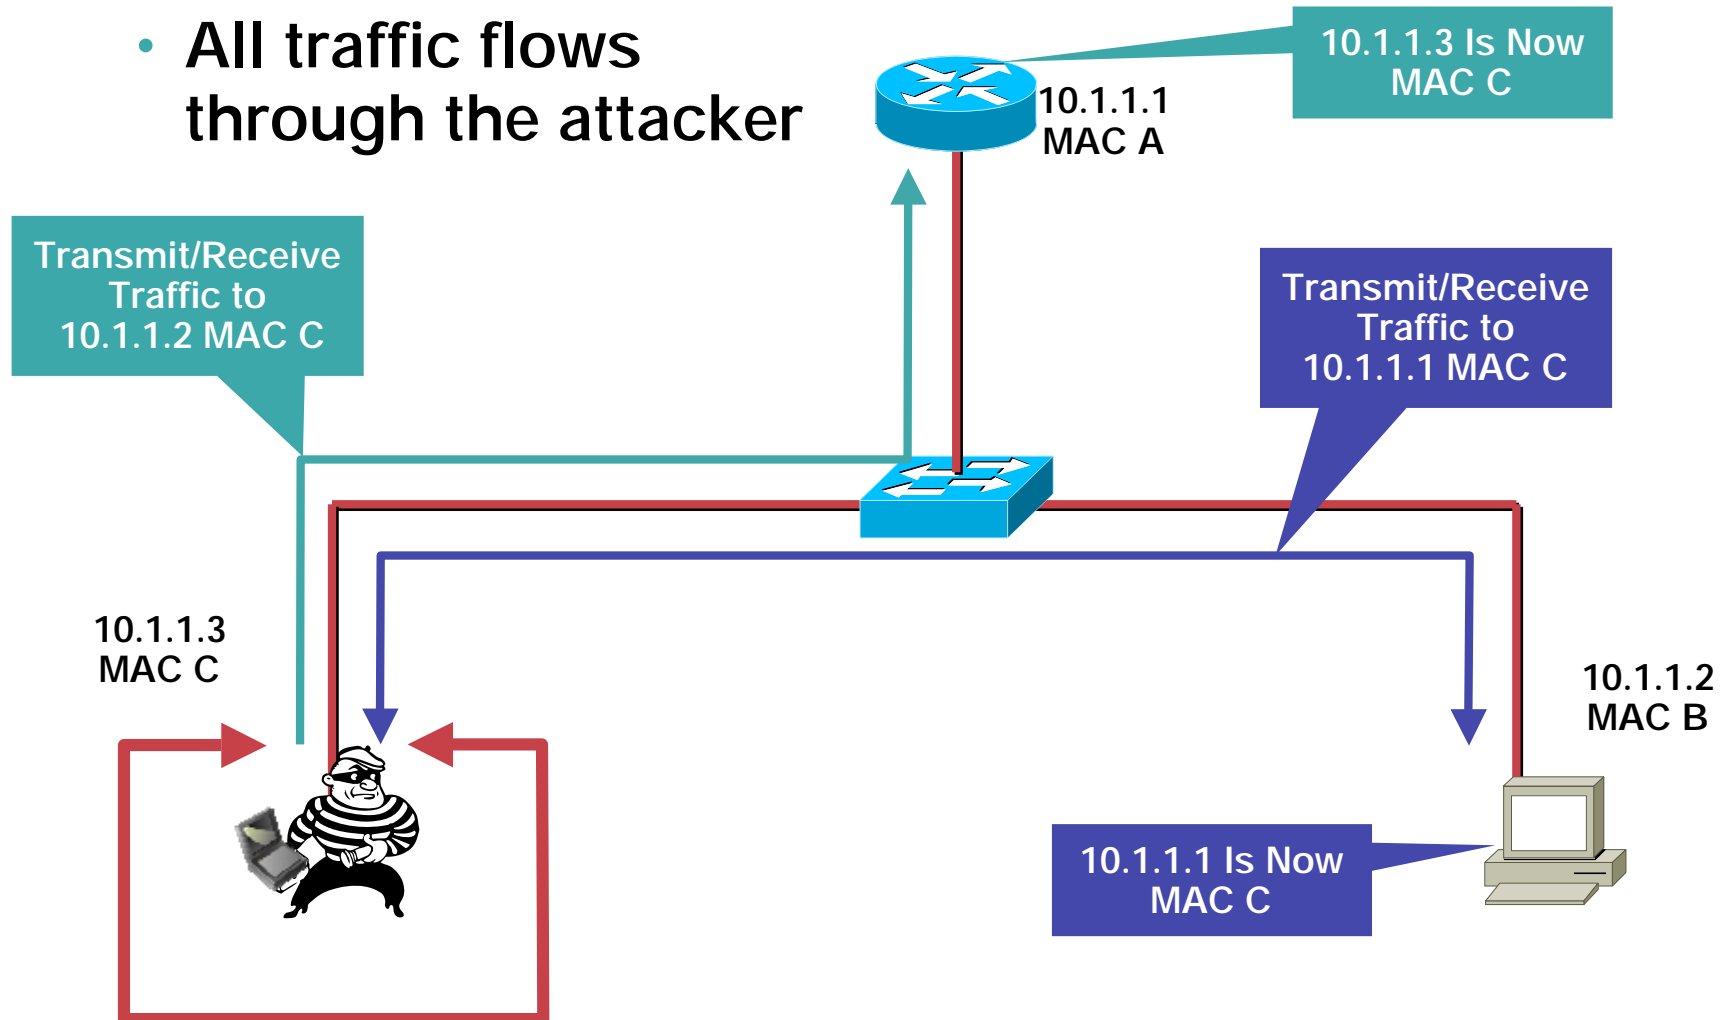 • All traffic flows
through the attacker
10.1.1.3 Is Now
MAC C
10.1.1.1
MAC A
Transmit/Receive
Traffic to
10.1.1.2 MAC C
Transmit/Receive
Traffic to
10.1.1.1 MAC C
10.1.1.3
MAC C
10.1.1.2
MAC B
10.1.1.1 Is Now
MAC C